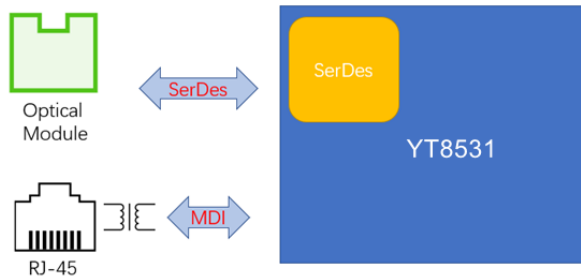 SerDes
SerDes
Optical
Module
YT8531
MDI
RJ-45